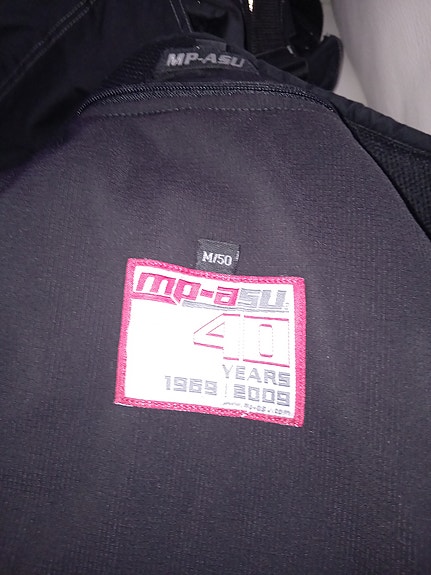 MP-ASU
M/50
mp-asu
40
YEARS
1969 2009